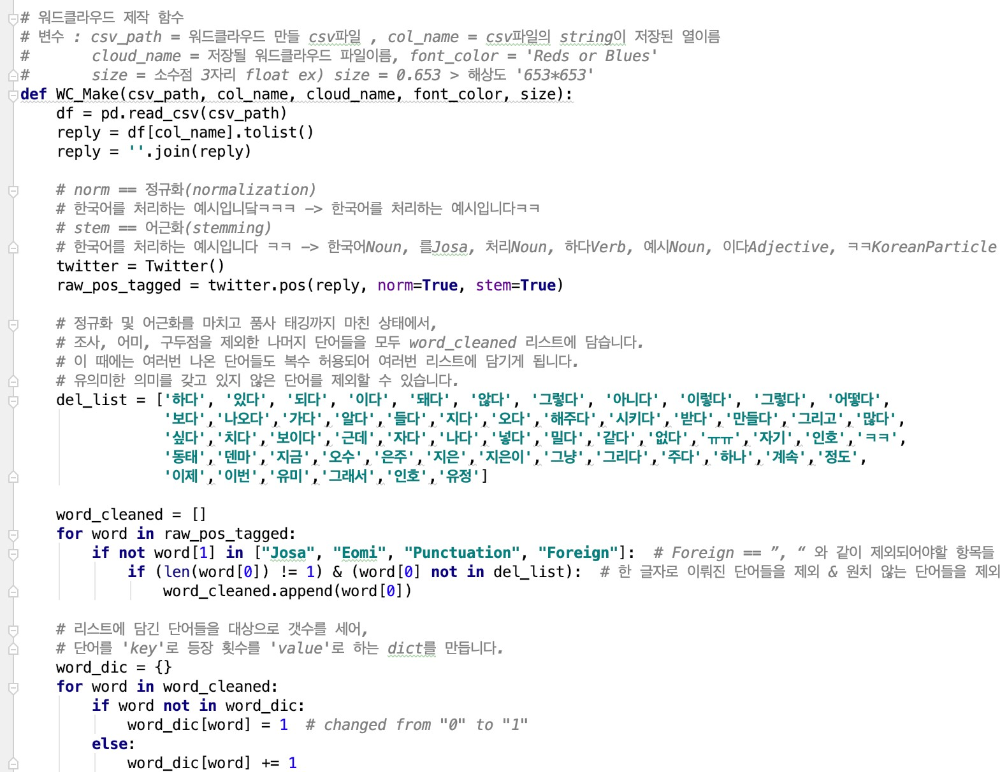 # 워드클라우드 제작 함수
# 변수 : csv_path = 워드클라우드 만들 csv파일 , col_name = csv파일의 string이 저장된 열이름
#       cloud_name = 저장될 워드클라우드 파일이름, font_color = 'Reds or Blues'
#       size = 소수점 3자리 float ex) size = 0.653 > 해상도 '653*653'
def WC_Make(csv_path, col_name, cloud_name, font_color, size):
    df = pd.read_csv(csv_path)
    reply = df[col_name].tolist()
    reply = ''.join(reply)

    # norm == 정규화(normalization)
    # 한국어를 처리하는 예시입니닼ㅋㅋㅋ -> 한국어를 처리하는 예시입니다ㅋㅋ
    # stem == 어근화(stemming)
    # 한국어를 처리하는 예시입니다 ㅋㅋ -> 한국어Noun, 를Josa, 처리Noun, 하다Verb, 예시Noun, 이다Adjective, ㅋㅋKoreanParticle
    twitter = Twitter()
    raw_pos_tagged = twitter.pos(reply, norm=True, stem=True)

    # 정규화 및 어근화를 마치고 품사 태깅까지 마친 상태에서,
    # 조사, 어미, 구두점을 제외한 나머지 단어들을 모두 word_cleaned 리스트에 담습니다.
    # 이 때에는 여러번 나온 단어들도 복수 허용되어 여러번 리스트에 담기게 됩니다.
    # 유의미한 의미를 갖고 있지 않은 단어를 제외할 수 있습니다.
    del_list = ['하다', '있다', '되다', '이다', '돼다', '않다', '그렇다', '아니다', '이렇다', '그렇다', '어떻다',
                '보다','나오다','가다','알다','들다','지다','오다','해주다','시키다','받다','만들다','그리고','많다',
                '싶다','치다','보이다','근데','자다','나다','넣다','밀다','같다','없다','ㅠㅠ','자기','인호','ㅋㅋ',
                '동태','덴마','지금','오수','은주','지은','지은이','그냥','그리다','주다','하나','계속','정도',
                '이제','이번','유미','그래서','인호','유정']

    word_cleaned = []
    for word in raw_pos_tagged:
        if not word[1] in ["Josa", "Eomi", "Punctuation", "Foreign"]:  # Foreign == ”, “ 와 같이 제외되어야할 항목들
            if (len(word[0]) != 1) & (word[0] not in del_list):  # 한 글자로 이뤄진 단어들을 제외 & 원치 않는 단어들을 제외
                word_cleaned.append(word[0])

    # 리스트에 담긴 단어들을 대상으로 갯수를 세어,
    # 단어를 'key'로 등장 횟수를 'value'로 하는 dict를 만듭니다.
    word_dic = {}
    for word in word_cleaned:
        if word not in word_dic:
            word_dic[word] = 1  # changed from "0" to "1"
        else:
            word_dic[word] += 1